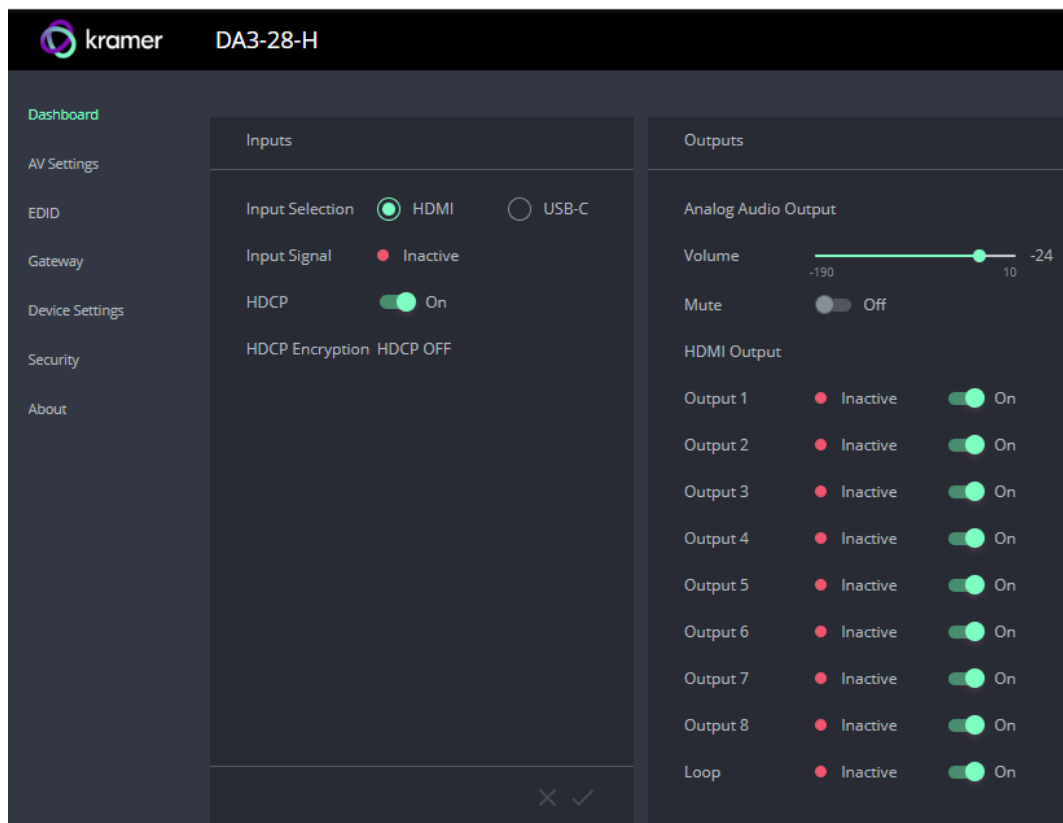 kramer DA3-28-H
Dashboard
AV Settings
EDID
Gateway
Device Settings
Security
About
Inputs
Input Selection HDMI USB-C
Input Signal Inactive
HDCP On
HDCP Encryption HDCP OFF
Outputs
Analog Audio Output
Volume -24
-190 10
Mute Off
HDMI Output
Output 1 Inactive On
Output 2 Inactive On
Output 3 Inactive On
Output 4 Inactive On
Output 5 Inactive On
Output 6 Inactive On
Output 7 Inactive On
Output 8 Inactive On
Loop Inactive On